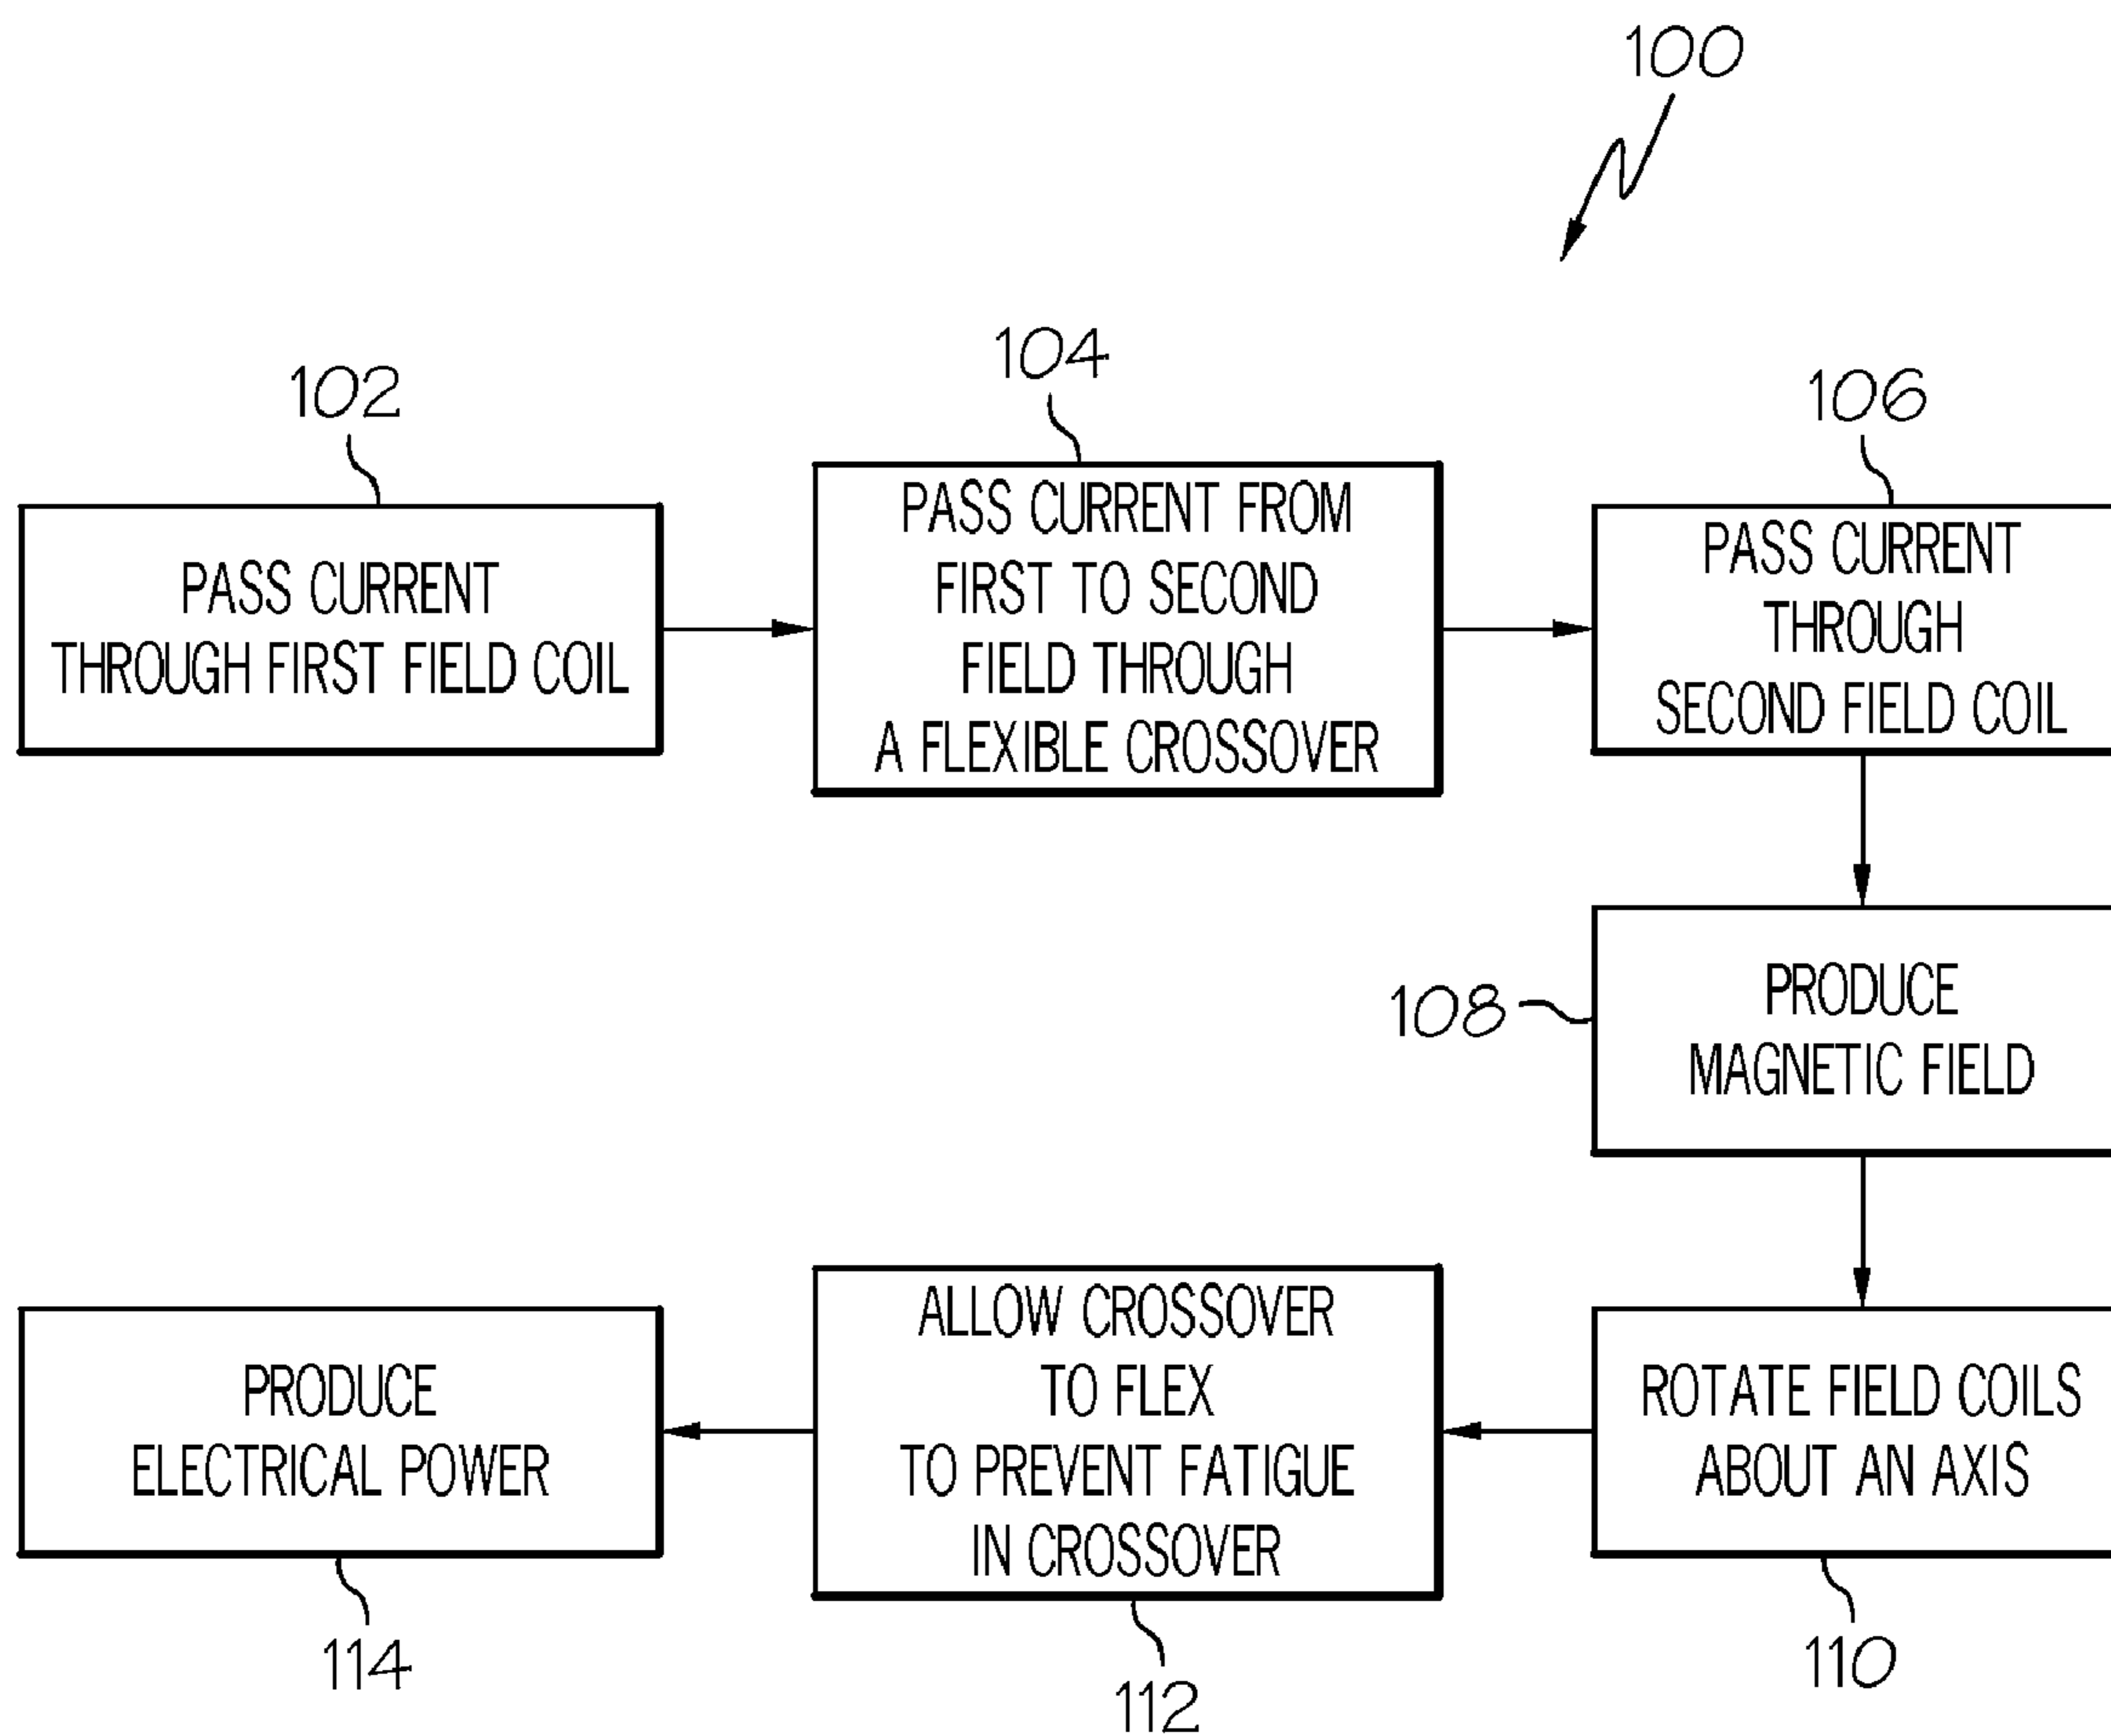 100
102
PASS CURRENT
THROUGH FIRST FIELD COIL
104
PASS CURRENT FROM
FIRST TO SECOND
FIELD THROUGH
A FLEXIBLE CROSSOVER
106
PASS CURRENT
THROUGH
SECOND FIELD COIL
108
PRODUCE
MAGNETIC FIELD
ROTATE FIELD COILS
ABOUT AN AXIS
110
ALLOW CROSSOVER
TO FLEX
TO PREVENT FATIGUE
IN CROSSOVER
112
PRODUCE
ELECTRICAL POWER
114